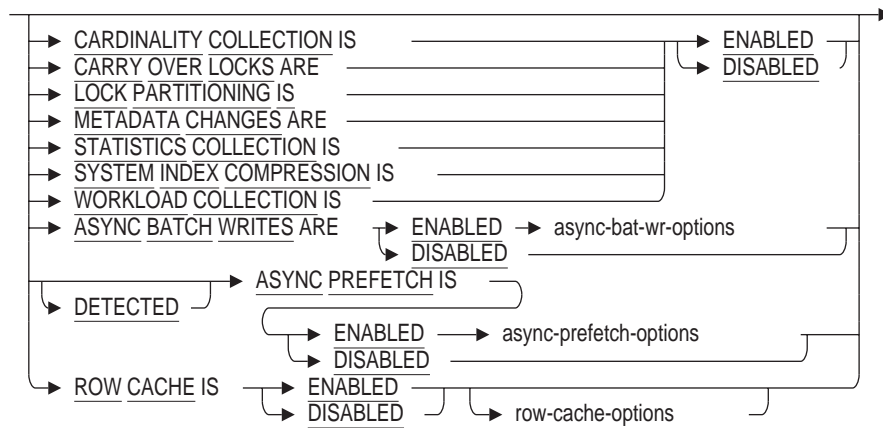 CARDINALITY COLLECTION IS ENABLED
CARRY OVER LOCKS ARE DISABLED
LOCK PARTITIONING IS
METADATA CHANGES ARE
STATISTICS COLLECTION IS
SYSTEM INDEX COMPRESSION IS
WORKLOAD COLLECTION IS
ASYNC BATCH WRITES ARE ENABLED async-bat-wr-options
DISABLED
ASYNC PREFETCH IS
DETECTED
ENABLED async-prefetch-options
DISABLED
ROW CACHE IS ENABLED
DISABLED row-cache-options